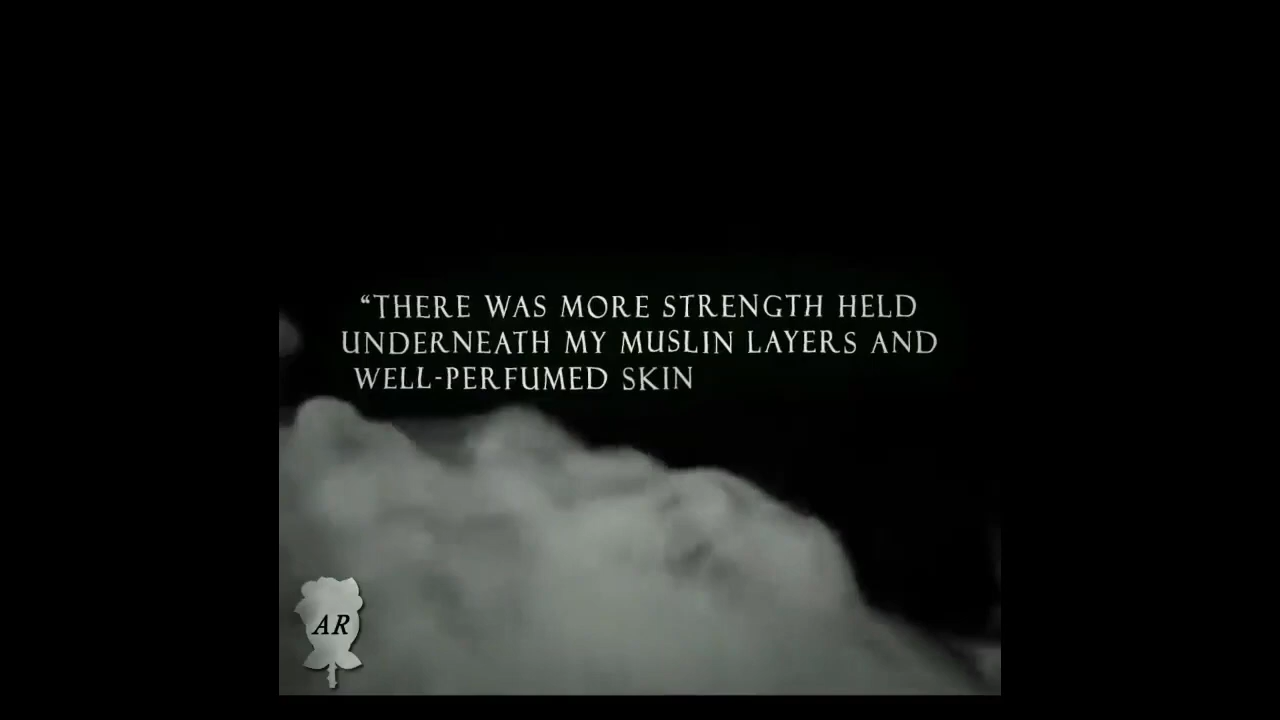 “THERE WAS MORE STRENGTH HELD
UNDERNEATH MY MUSLIN LAYERS AND
WELL-PERFUMED SKIN
AR